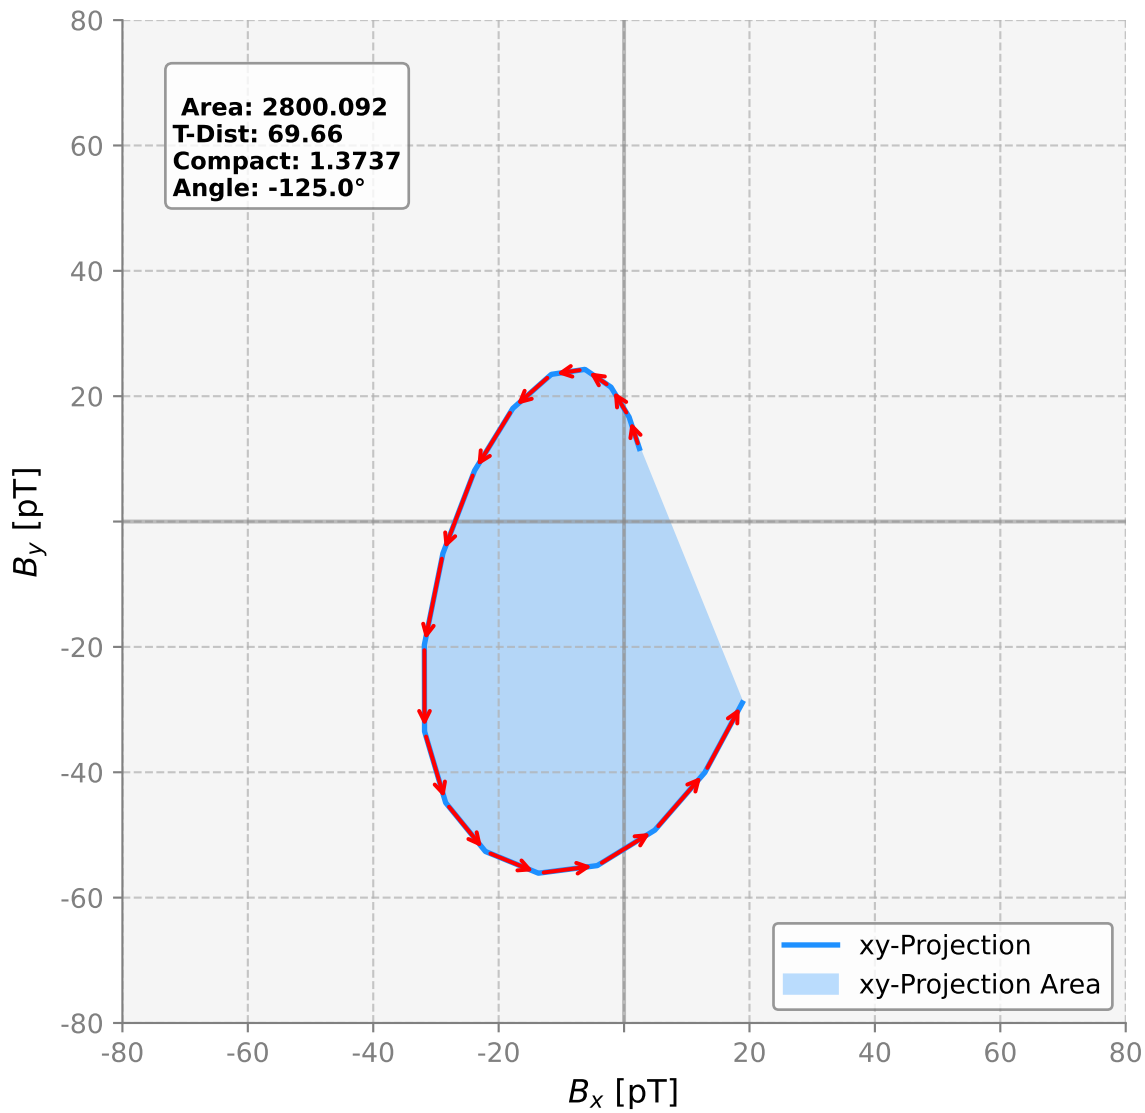 80
60
40
20
-20
-40
-60
-80
-80 -60 -40 -20 20 40 60 80
B_y [pT]
B_x [pT]
Area: 2800.092
T-Dist: 69.66
Compact: 1.3737
Angle: -125.0°
xy-Projection
xy-Projection Area